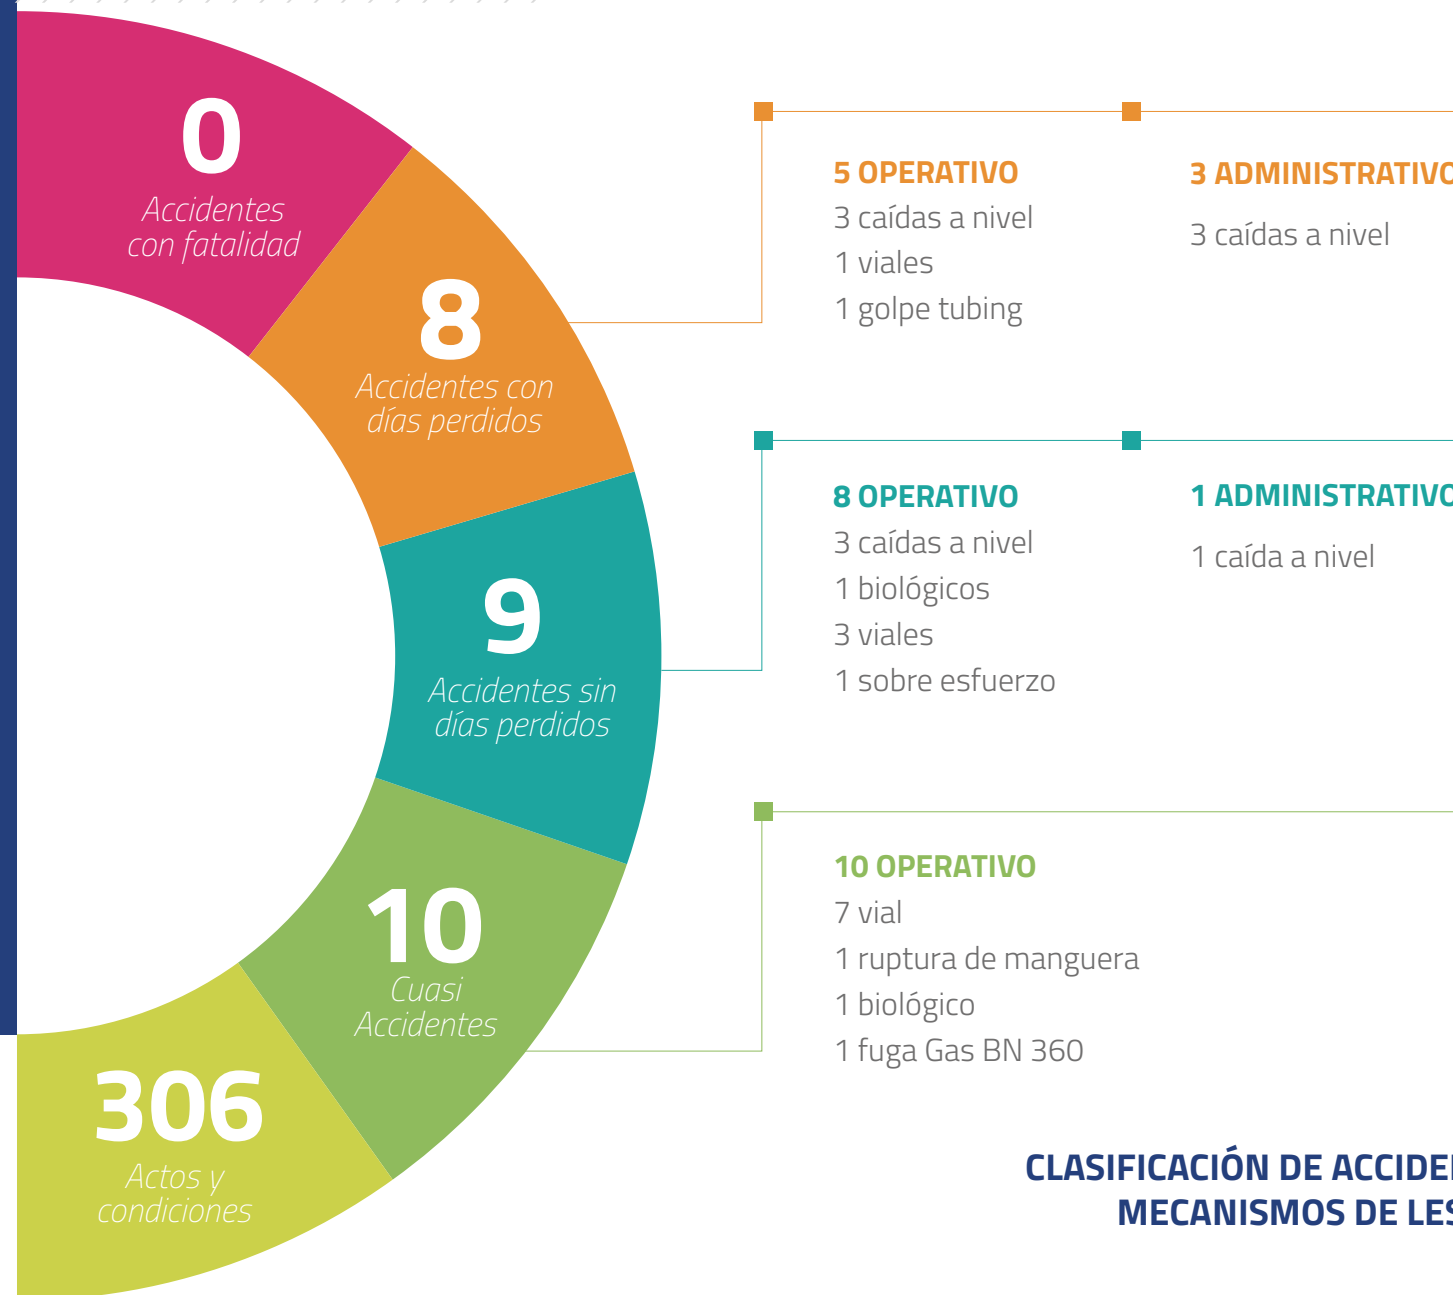 0
Accidentes
con fatalidad
8
Accidentes con
días perdidos
9
Accidentes sin
días perdidos
10
Cuasi
Accidentes
306
Actos y
condiciones
5 OPERATIVO
3 caídas a nivel
1 viales
1 golpe tubing
3 ADMINISTRATIVO
3 caídas a nivel
8 OPERATIVO
3 caídas a nivel
1 biológicos
3 viales
1 sobre esfuerzo
1 ADMINISTRATIVO
1 caída a nivel
10 OPERATIVO
7 vial
1 ruptura de manguera
1 biológico
1 fuga Gas BN 360
CLASIFICACIÓN DE
MECANISMOS DE